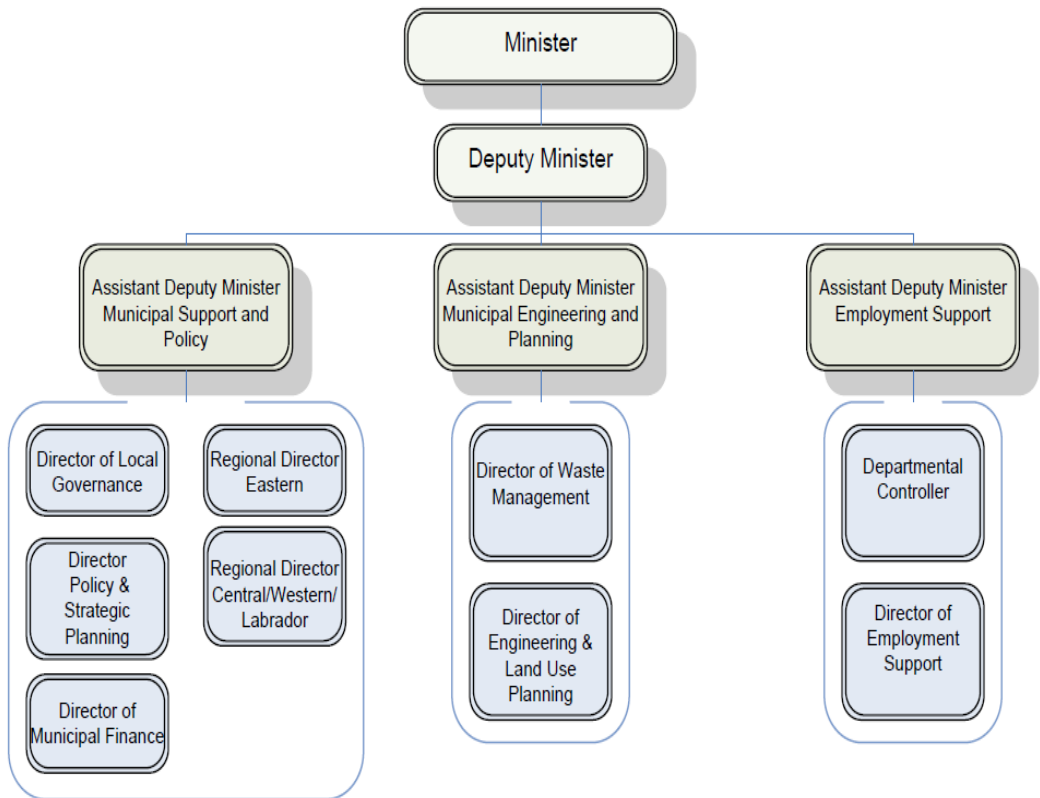 Minister
Deputy Minister
Assistant Deputy Minister
Municipal Support and
Policy
Assistant Deputy Minister
Municipal Engineering and
Planning
Assistant Deputy Minister
Employment Support
Director of Local
Governance
Regional Director
Eastern
Director
Policy &
Strategic
Planning
Regional Director
Central/Western/
Labrador
Director of
Municipal Finance
Director of Waste
Management
Director of
Engineering &
Land Use
Planning
Departmental
Controller
Director of
Employment
Support